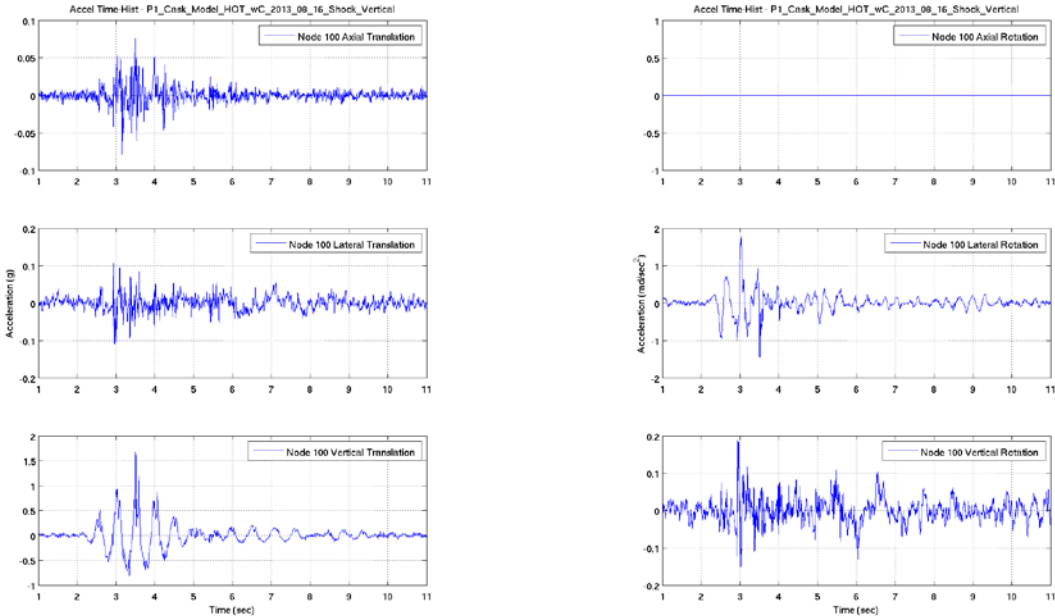 Accel Time Hist - P1_Cask_Model_HOT_wC_2013_08_16_Shock_Vertical
0.1
0.05
0
-0.05
-0.1
Node 100 Axial Translation
1 2 3 4 5 6 7 8 9 10 11
0.2
0.1
0
-0.1
-0.2
Acceleration (g)
Node 100 Lateral Translation
1 2 3 4 5 6 7 8 9 10 11
2
1.5
1
0.5
0
-0.5
-1
Node 100 Vertical Translation
1 2 3 4 5 6 7 8 9 10 11
Time (sec)
Accel Time Hist - P1_Cask_Model_HOT_wC_2013_08_16_Shock_Vertical
1
0.5
0
-0.5
-1
Node 100 Axial Rotation
1 2 3 4 5 6 7 8 9 10 11
2
1
0
-1
-2
Acceleration (rad/sec²)
Node 100 Lateral Rotation
1 2 3 4 5 6 7 8 9 10 11
0.2
0.1
0
-0.1
-0.2
Node 100 Vertical Rotation
1 2 3 4 5 6 7 8 9 10 11
Time (sec)